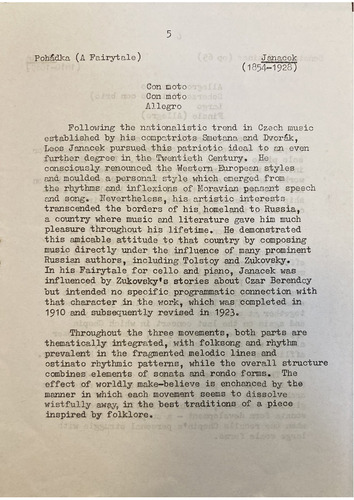 5
Pohádka (A Fairytale) Janacek
(1854-1928)
Con moto
Con moto
Allegro
Following the nationalistic trend in Czech music
established by his compatriots Smetana and Dvořák,
Leos Janacek pursued this patriotic ideal to an even
further degree in the Twentieth Century. He
consciously renounced the Western European styles
and moulded a personal style which emerged from
the rhythms and inflexions of Moravian peasant speech
and song. Nevertheless, his artistic interests
transcended the borders of his homeland to Russia,
a country where music and literature gave him much
pleasure throughout his lifetime. He demonstrated
this amiable attitude to that country by composing
music directly under the influence of many prominent
Russian authors, including Tolstoy and Zukovsky.
In his Fairytale for cello and piano, Janacek was
influenced by Zukovky's stories about Czar Berendey
but intended no specific programmatic connection with
that character in the work, which was completed in
1910 and subsequently revised in 1923.
Throughout the three movements, both parts are
thematically integrated, with folksong and rhythm
prevalent in the fragmented melodic lines and
ostinato rhythmic patterns, while the overall structure
combines elements of sonata and rondo forms. The
effect of worldly make-believe is enchanced by the
manner in which each movement seems to dissolve
wistfully away, in the best traditions of a piece
inspired by folklore.